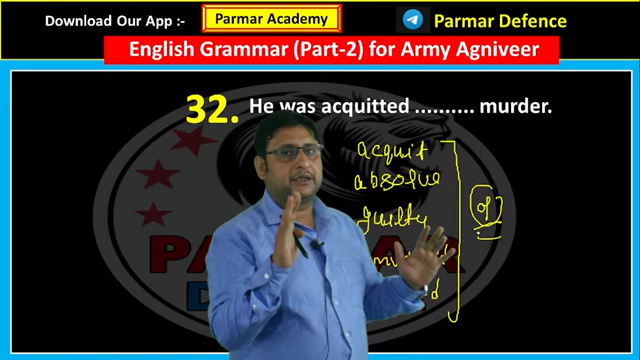 Download Our App :- Parmar Academy Parmar Defence
English Grammar (Part-2) for Army Agniveer
32. He was acquitted .......... murder.
acquit
absolve
guilty
of